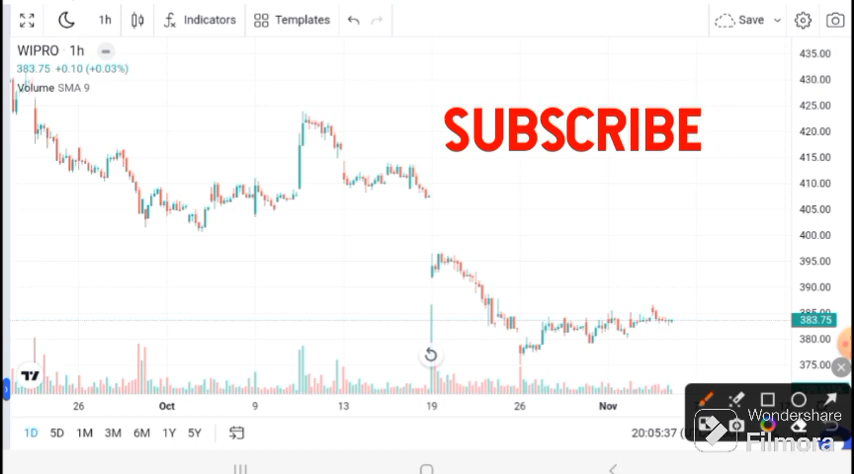 1h Indicators Templates Save
WIPRO · 1h
383.75 +0.10 (+0.03%)
Volume SMA 9
SUBSCRIBE
435.00
430.00
425.00
420.00
415.00
410.00
405.00
400.00
395.00
390.00
385.00
383.75
380.00
375.00
26 Oct 9 13 19 26 Nov
1D 5D 1M 3M 6M 1Y 5Y
20:05:37
Wondershare
Filmora